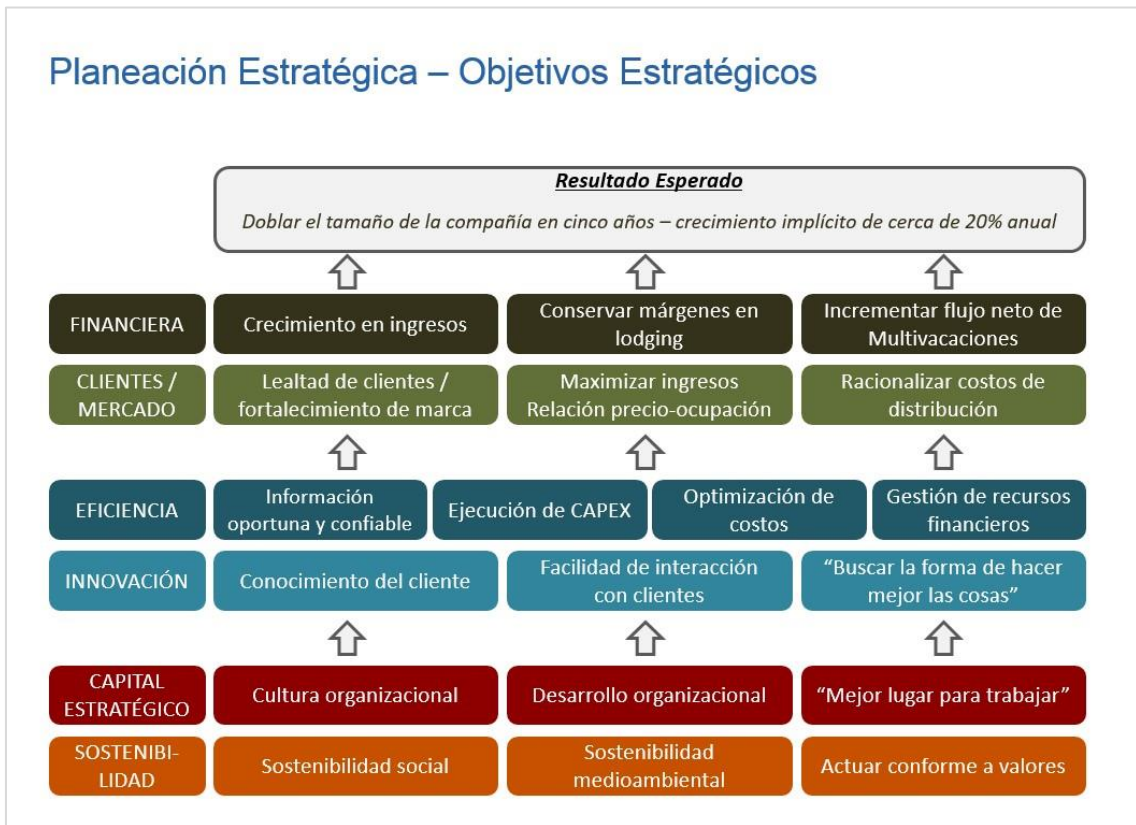 Planeación Estratégica – Objetivos Estratégicos
Resultado Esperado
Doblar el tamaño de la compañía en cinco años – crecimiento implícito de cerca de 20% anual
FINANCIERA
Crecimiento en ingresos
Conservar márgenes en
lodging
Incrementar flujo neto de
Multivacaciones
CLIENTES /
MERCADO
Lealtad de clientes /
fortalecimiento de marca
Maximizar ingresos
Relación precio-ocupación
Racionalizar costos de
distribución
EFICIENCIA
Información
oportuna y confiable
Ejecución de CAPEX
Optimización de
costos
Gestión de recursos
financieros
INNOVACIÓN
Conocimiento del cliente
Facilidad de interacción
con clientes
“Buscar la forma de hacer
mejor las cosas”
CAPITAL
ESTRATÉGICO
Cultura organizacional
Desarrollo organizacional
“Mejor lugar para trabajar”
SOSTENIBI-
LIDAD
Sostenibilidad social
Sostenibilidad
medioambiental
Actuar conforme a valores